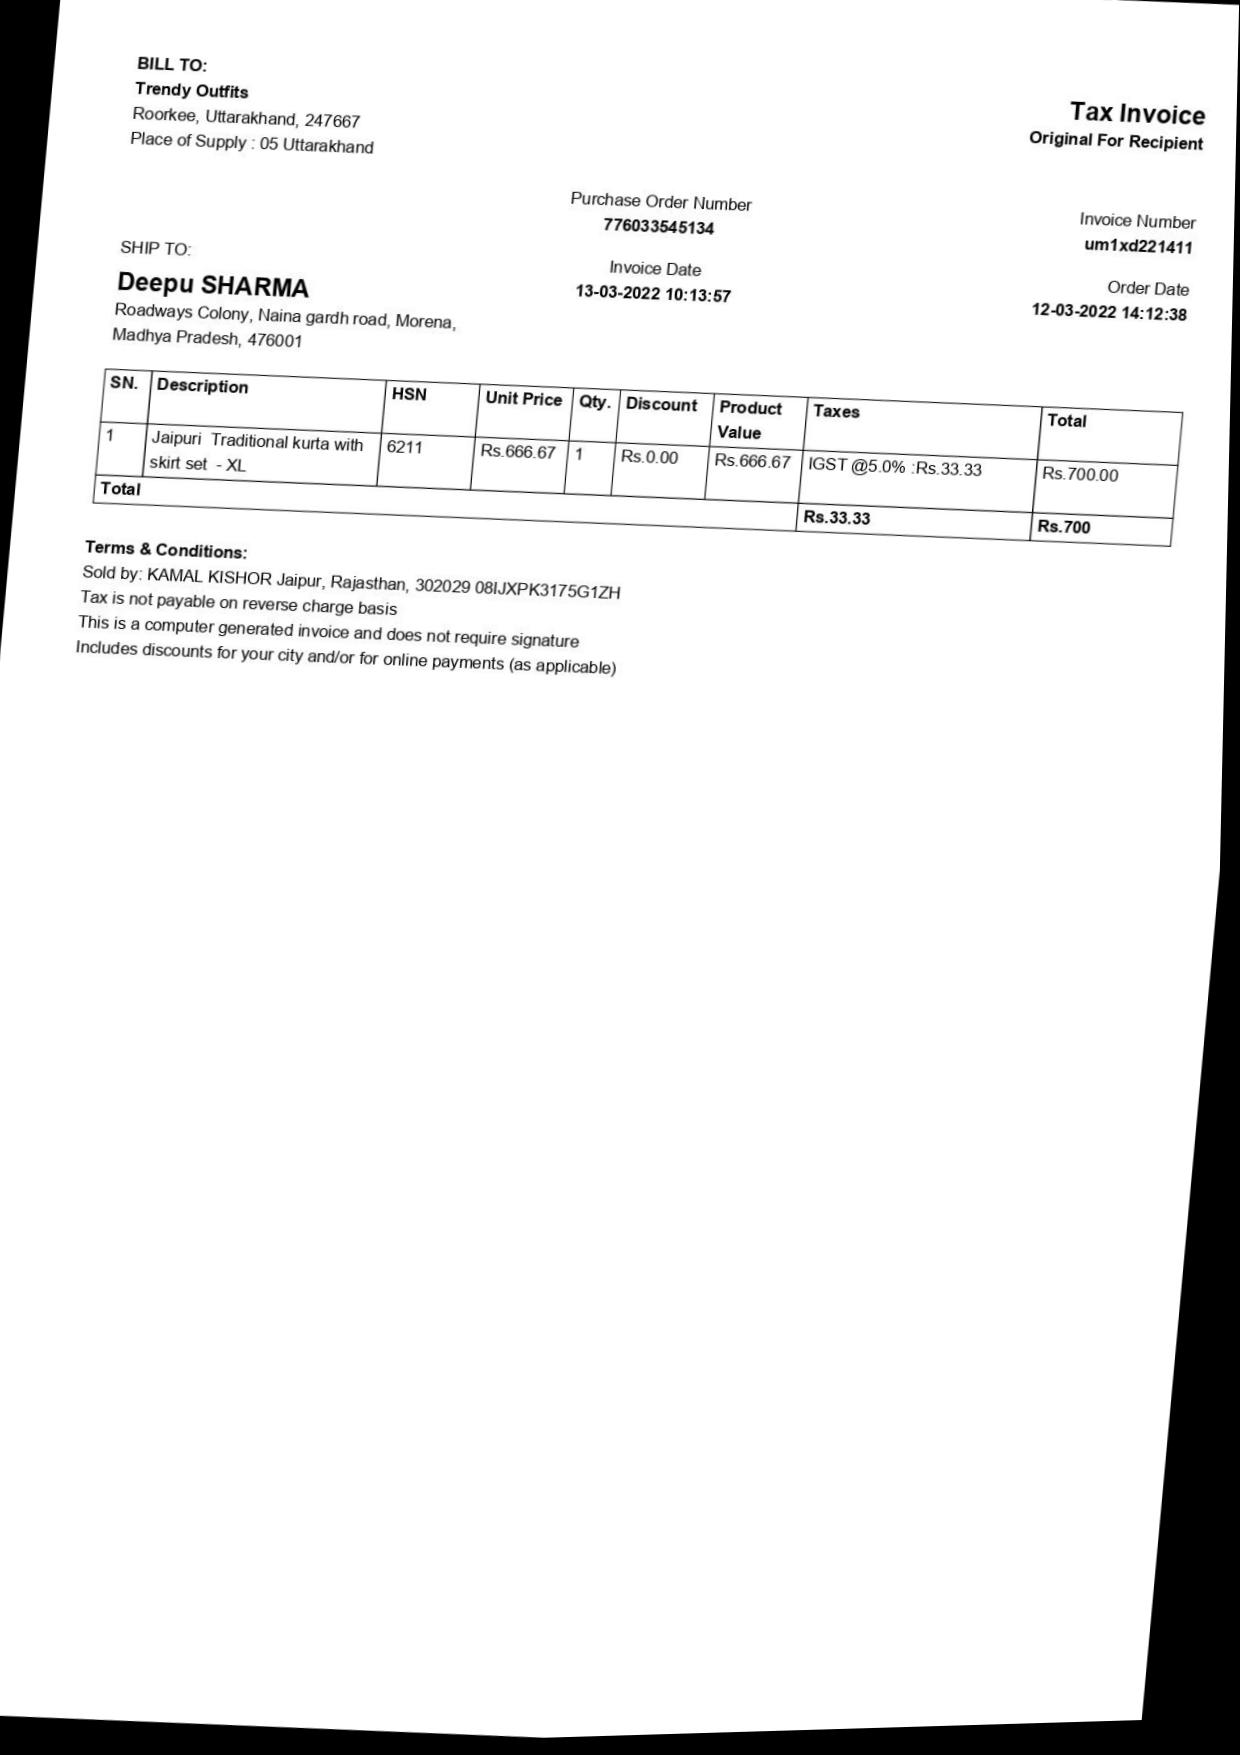 BILL TO:
Trendy Outfits
Roorkee, Uttarakhand, 247667
Place of Supply : 05 Uttarakhand
Tax Invoice
Original For Recipient
Purchase Order Number
776033545134
Invoice Number
um1xd221411
SHIP TO:
Deepu SHARMA
Roadways Colony, Naina gardh road, Morena,
Madhya Pradesh, 476001
Invoice Date
13-03-2022 10:13:57
Order Date
12-03-2022 14:12:38
SN. Description HSN Unit Price Qty. Discount Product Value Taxes Total
1 Jaipuri Traditional kurta with skirt set - XL 6211 Rs.666.67 1 Rs.0.00 Rs.666.67 IGST @5.0% :Rs.33.33 Rs.700.00
Total Rs.33.33 Rs.700
Terms & Conditions:
Sold by: KAMAL KISHOR Jaipur, Rajasthan, 302029 08IJXPK3175G1ZH
Tax is not payable on reverse charge basis
This is a computer generated invoice and does not require signature
Includes discounts for your city and/or for online payments (as applicable)